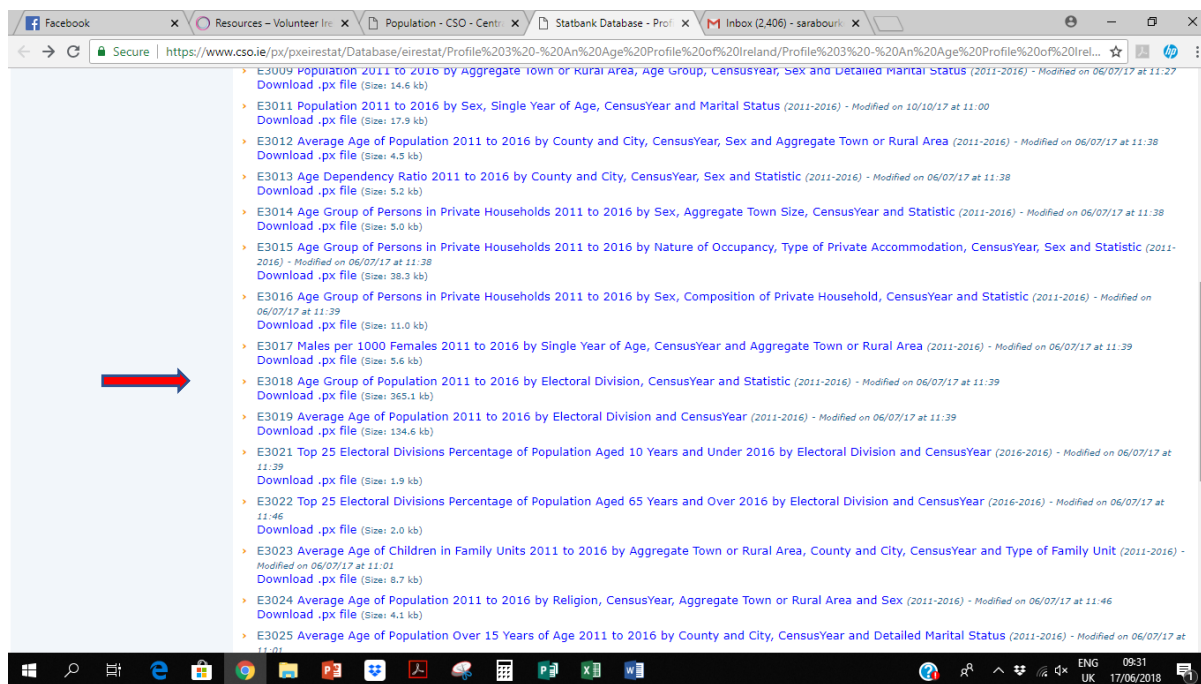 Facebook
Resources – Volunteer Ire
Population - CSO - Centr
Statbank Database - Prof
Inbox (2,406) - sarabourk
Secure | https://www.cso.ie/px/pxeirestat/Database/eirestat/Profile%203%20-%20An%20Age%20Profile%20of%20Ireland/Profile%203%20-%20An%20Age%20Profile%20of%20Irel...
E3009 Population 2011 to 2016 by Aggregate Town or Rural Area, Age Group, CensusYear, Sex and Detailed Marital Status (2011-2016) - Modified on 06/07/17 at 11:27
Download .px file (Size: 14.6 kb)
E3011 Population 2011 to 2016 by Sex, Single Year of Age, CensusYear and Marital Status (2011-2016) - Modified on 10/10/17 at 11:00
Download .px file (Size: 17.9 kb)
E3012 Average Age of Population 2011 to 2016 by County and City, CensusYear, Sex and Aggregate Town or Rural Area (2011-2016) - Modified on 06/07/17 at 11:38
Download .px file (Size: 4.5 kb)
E3013 Age Dependency Ratio 2011 to 2016 by County and City, CensusYear, Sex and Statistic (2011-2016) - Modified on 06/07/17 at 11:38
Download .px file (Size: 5.2 kb)
E3014 Age Group of Persons in Private Households 2011 to 2016 by Sex, Aggregate Town Size, CensusYear and Statistic (2011-2016) - Modified on 06/07/17 at 11:38
Download .px file (Size: 5.0 kb)
E3015 Age Group of Persons in Private Households 2011 to 2016 by Nature of Occupancy, Type of Private Accommodation, CensusYear, Sex and Statistic (2011-
2016) - Modified on 06/07/17 at 11:38
Download .px file (Size: 38.3 kb)
E3016 Age Group of Persons in Private Households 2011 to 2016 by Sex, Composition of Private Household, CensusYear and Statistic (2011-2016) - Modified on
06/07/17 at 11:39
Download .px file (Size: 11.0 kb)
E3017 Males per 1000 Females 2011 to 2016 by Single Year of Age, CensusYear and Aggregate Town or Rural Area (2011-2016) - Modified on 06/07/17 at 11:39
Download .px file (Size: 5.6 kb)
E3018 Age Group of Population 2011 to 2016 by Electoral Division, CensusYear and Statistic (2011-2016) - Modified on 06/07/17 at 11:39
Download .px file (Size: 365.1 kb)
E3019 Average Age of Population 2011 to 2016 by Electoral Division and CensusYear (2011-2016) - Modified on 06/07/17 at 11:39
Download .px file (Size: 134.6 kb)
E3021 Top 25 Electoral Divisions Percentage of Population Aged 10 Years and Under 2016 by Electoral Division and CensusYear (2016-2016) - Modified on 06/07/17 at
11:39
Download .px file (Size: 1.9 kb)
E3022 Top 25 Electoral Divisions Percentage of Population Aged 65 Years and Over 2016 by Electoral Division and CensusYear (2016-2016) - Modified on 06/07/17 at
11:46
Download .px file (Size: 2.0 kb)
E3023 Average Age of Children in Family Units 2011 to 2016 by Aggregate Town or Rural Area, County and City, CensusYear and Type of Family Unit (2011-2016) -
Modified on 06/07/17 at 11:01
Download .px file (Size: 8.7 kb)
E3024 Average Age of Population 2011 to 2016 by Religion, CensusYear, Aggregate Town or Rural Area and Sex (2011-2016) - Modified on 06/07/17 at 11:46
Download .px file (Size: 4.1 kb)
E3025 Average Age of Population Over 15 Years of Age 2011 to 2016 by County and City, CensusYear and Detailed Marital Status (2011-2016) - Modified on 06/07/17 at
11:01
ENG 09:31
UK 17/06/2018